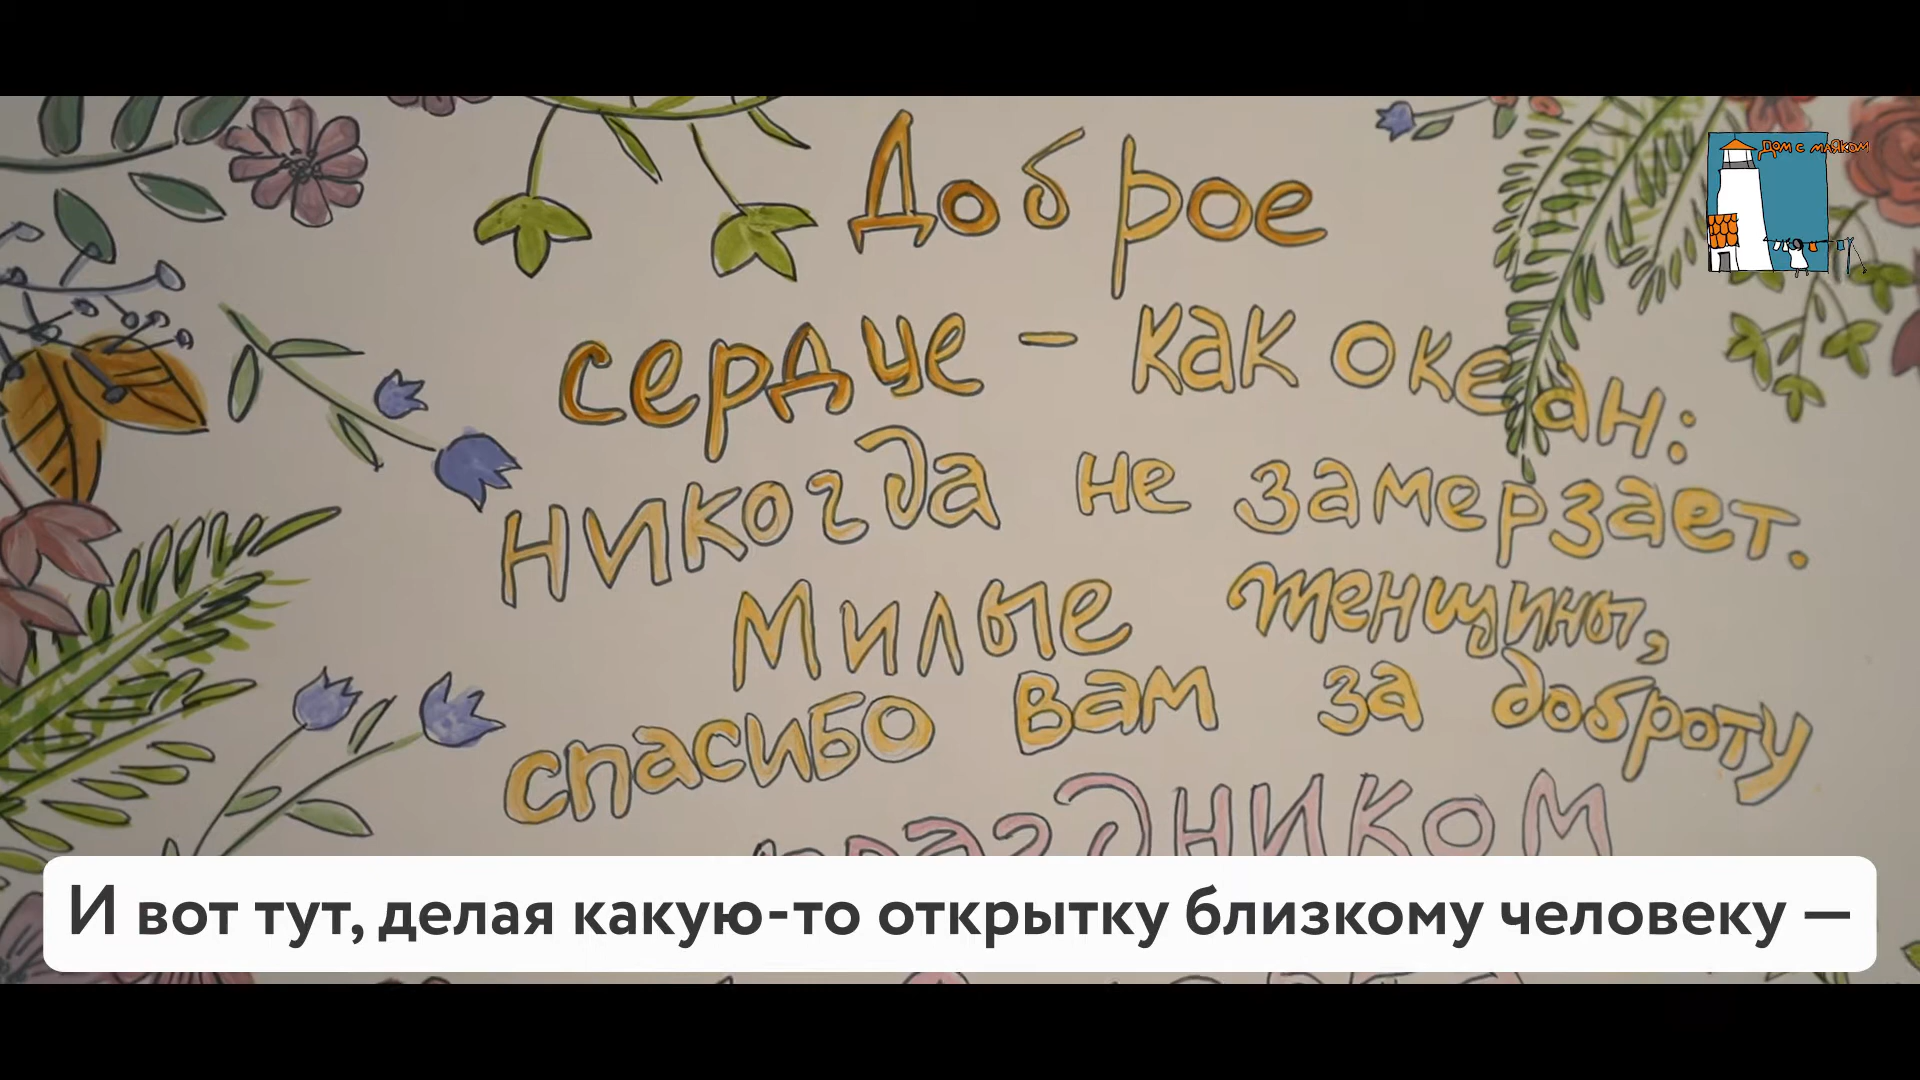 дом с маяком
Доброе
сердце – как океан:
никогда не замерзает.
Милые женщины,
спасибо вам за доброту
праздником
И вот тут, делая какую-то открытку близкому человеку —